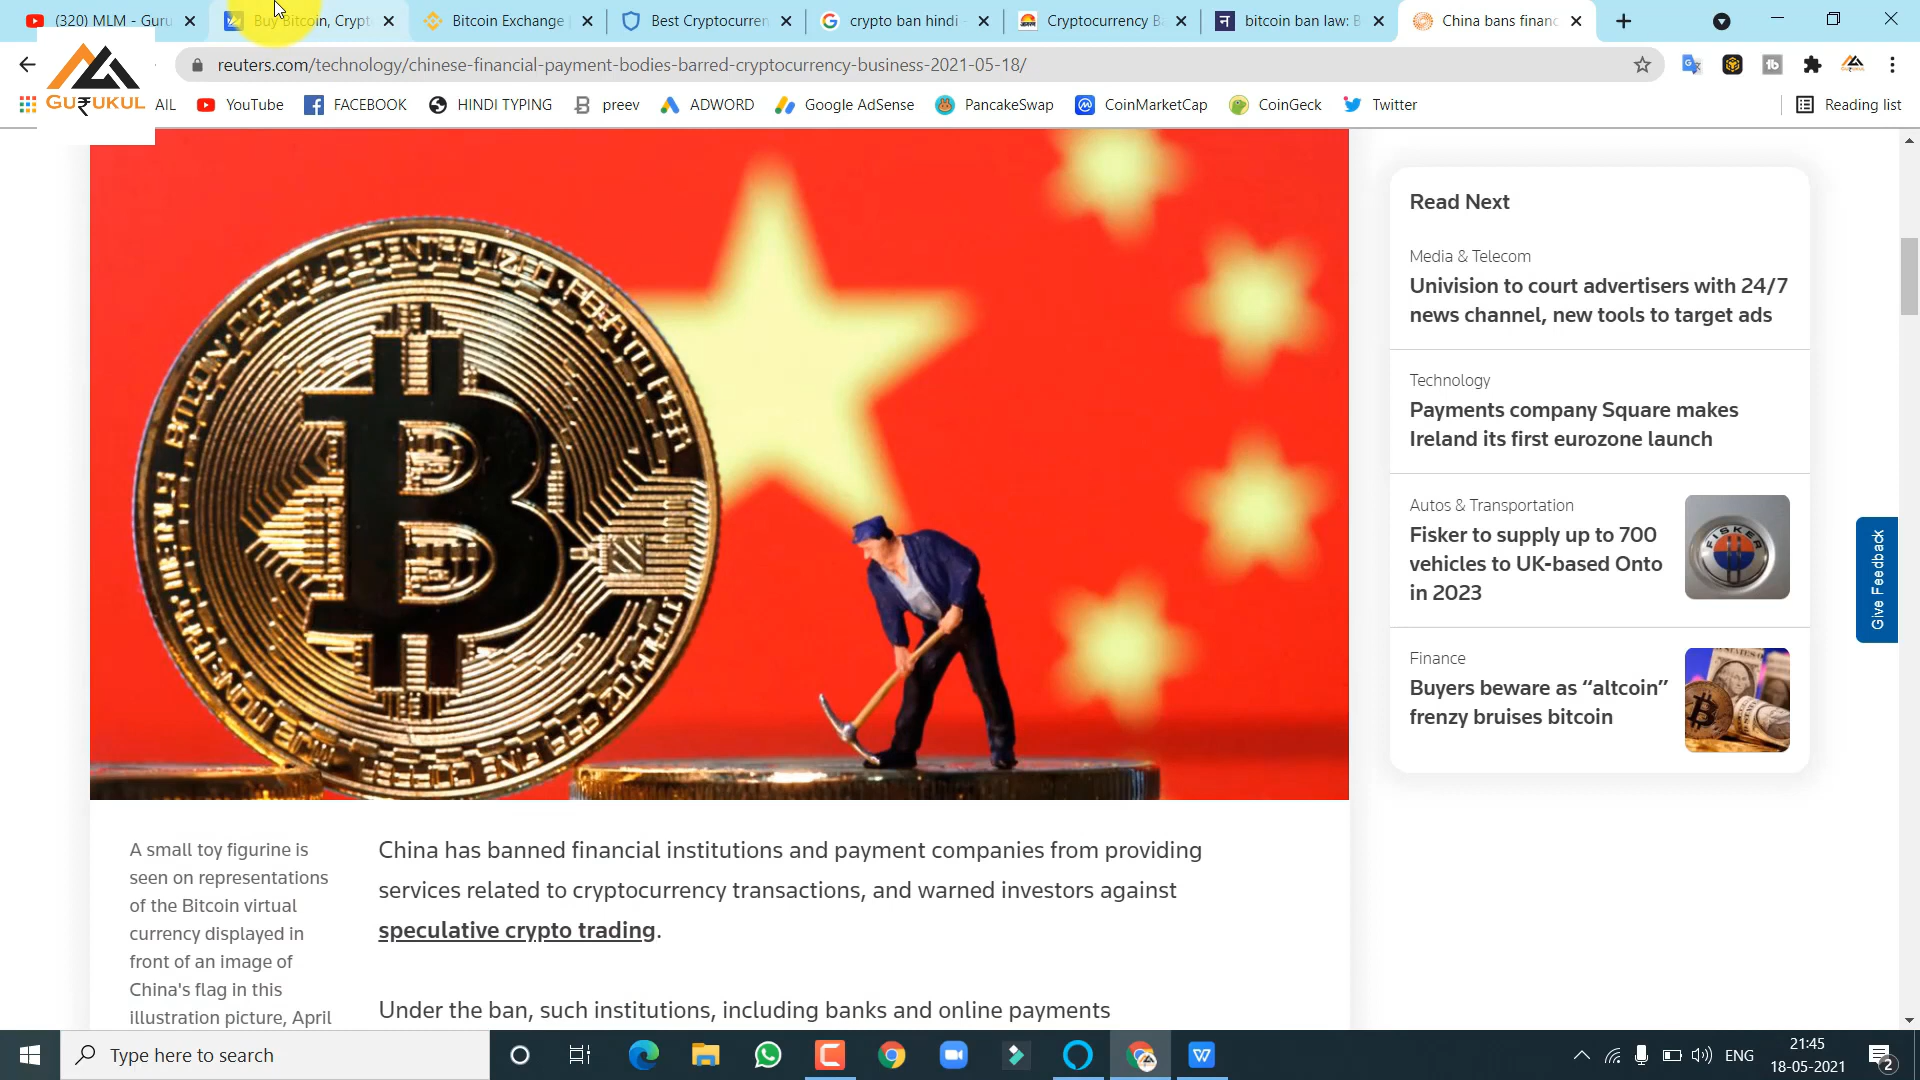 (320) MLM - Guru
Buy Bitcoin, Crypt
Bitcoin Exchange
Best Cryptocurren
crypto ban hindi -
Cryptocurrency B
bitcoin ban law: B
China bans financ
reuters.com/technology/chinese-financial-payment-bodies-barred-cryptocurrency-business-2021-05-18/
GU₹UKUL
AIL
YouTube
FACEBOOK
HINDI TYPING
preev
ADWORD
Google AdSense
PancakeSwap
CoinMarketCap
CoinGeck
Twitter
Reading list
Read Next
Media & Telecom
Univision to court advertisers with 24/7
news channel, new tools to target ads
Technology
Payments company Square makes
Ireland its first eurozone launch
Autos & Transportation
Fisker to supply up to 700
vehicles to UK-based Onto
in 2023
FISKER
Finance
Buyers beware as “altcoin”
frenzy bruises bitcoin
Give Feedback
A small toy figurine is
seen on representations
of the Bitcoin virtual
currency displayed in
front of an image of
China's flag in this
illustration picture, April
China has banned financial institutions and payment companies from providing
services related to cryptocurrency transactions, and warned investors against
speculative crypto trading.
Under the ban, such institutions, including banks and online payments
Type here to search
ENG
21:45
18-05-2021
2